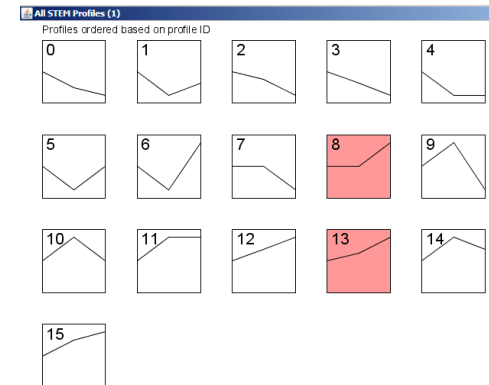 All STEM Profiles (1)
Profiles ordered based on profile ID
0 1 2 3 4
5 6 7 8 9
10 11 12 13 14
15